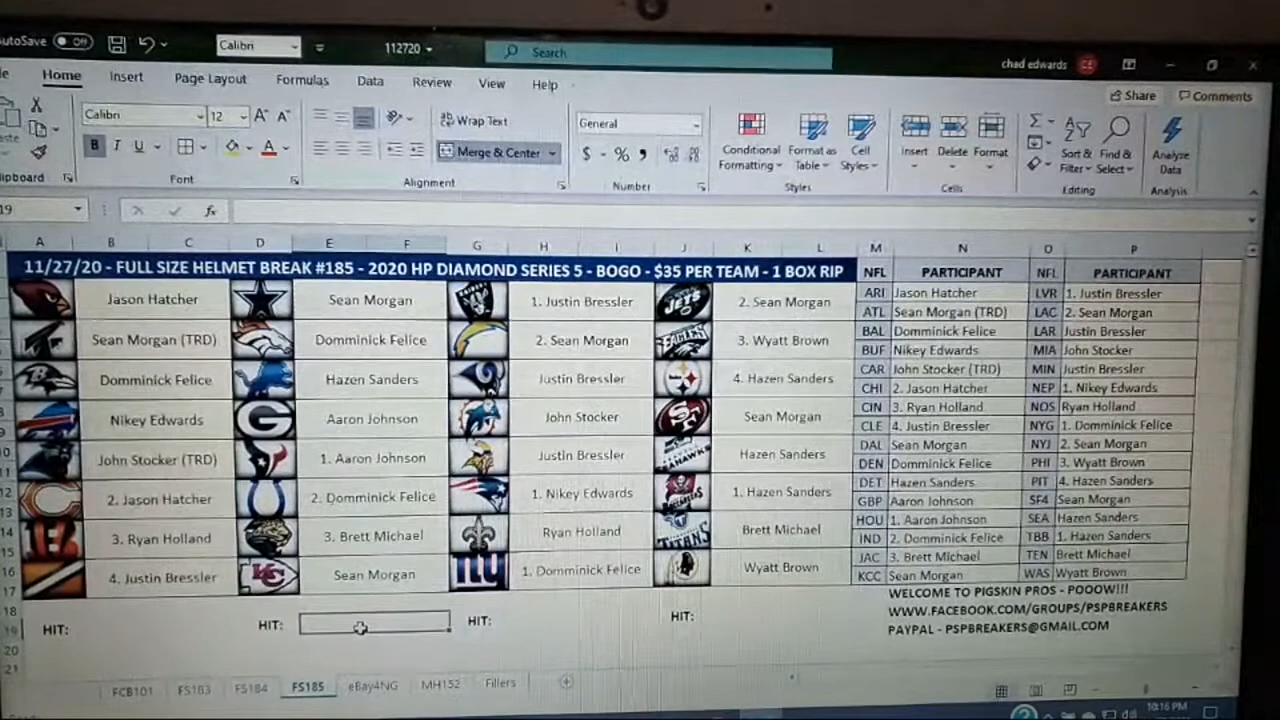 AutoSave Off Calibri 112720 Search chad edwards CE
Home Insert Page Layout Formulas Data Review View Help Share Comments
Calibri 12 A A Wrap Text General
B I U A Merge & Center $ % Conditional Formatting Format as Table Cell Styles Insert Delete Format Sort & Filter Find & Select Analyze Data
Font Alignment Number Styles Cells Editing Analysis
fx
A B C D E F G H I J K L M N O P
11/27/20 - FULL SIZE HELMET BREAK #185 - 2020 HP DIAMOND SERIES 5 - BOGO - $35 PER TEAM - 1 BOX RIP NFL PARTICIPANT NFL PARTICIPANT
Jason Hatcher Sean Morgan 1. Justin Bressler 2. Sean Morgan
Sean Morgan (TRD) Domminick Felice 2. Sean Morgan 3. Wyatt Brown
Domminick Felice Hazen Sanders Justin Bressler 4. Hazen Sanders
Nikey Edwards Aaron Johnson John Stocker Sean Morgan
John Stocker (TRD) 1. Aaron Johnson Justin Bressler Hazen Sanders
2. Jason Hatcher 2. Domminick Felice 1. Nikey Edwards 1. Hazen Sanders
3. Ryan Holland 3. Brett Michael Ryan Holland Brett Michael
4. Justin Bressler Sean Morgan 1. Domminick Felice Wyatt Brown
ARI Jason Hatcher LVR 1. Justin Bressler
ATL Sean Morgan (TRD) LAC 2. Sean Morgan
BAL Domminick Felice LAR Justin Bressler
BUF Nikey Edwards MIA John Stocker
CAR John Stocker (TRD) MIN Justin Bressler
CHI 2. Jason Hatcher NEP 1. Nikey Edwards
CIN 3. Ryan Holland NOS Ryan Holland
CLE 4. Justin Bressler NYG 1. Domminick Felice
DAL Sean Morgan NYJ 2. Sean Morgan
DEN Domminick Felice PHI 3. Wyatt Brown
DET Hazen Sanders PIT 4. Hazen Sanders
GBP Aaron Johnson SF4 Sean Morgan
HOU 1. Aaron Johnson SEA Hazen Sanders
IND 2. Domminick Felice TBB 1. Hazen Sanders
JAC 3. Brett Michael TEN Brett Michael
KCC Sean Morgan WAS Wyatt Brown
WELCOME TO PIGSKIN PROS - POOOW!!!
WWW.FACEBOOK.COM/GROUPS/PSPBREAKERS
PAYPAL - PSPBREAKERS@GMAIL.COM
HIT: HIT: HIT: HIT:
FCB101 FS183 FS184 FS185 eBay4NG MH152 Fillers
10:16 PM